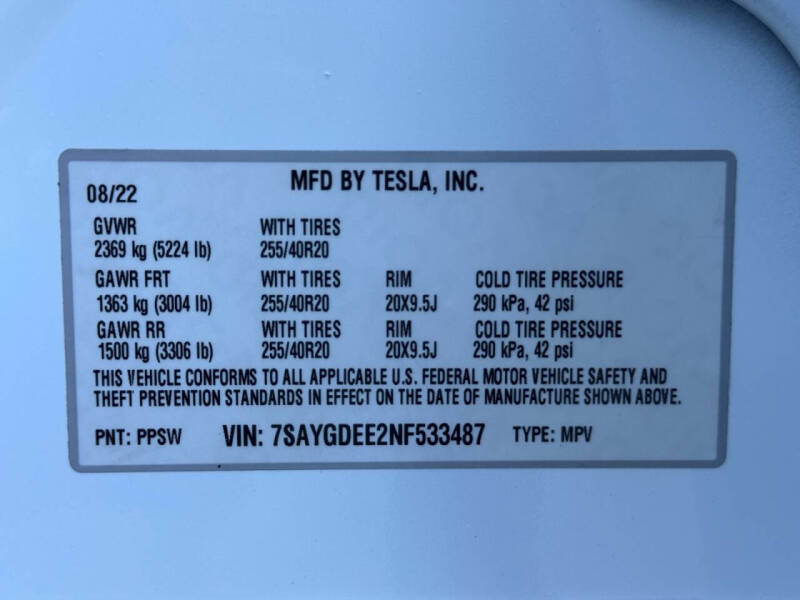 MFD BY TESLA, INC.
08/22
GVWR WITH TIRES
2369 kg (5224 lb) 255/40R20
GAWR FRT WITH TIRES RIM COLD TIRE PRESSURE
1363 kg (3004 lb) 255/40R20 20X9.5J 290 kPa, 42 psi
GAWR RR WITH TIRES RIM COLD TIRE PRESSURE
1500 kg (3306 lb) 255/40R20 20X9.5J 290 kPa, 42 psi
THIS VEHICLE CONFORMS TO ALL APPLICABLE U.S. FEDERAL MOTOR VEHICLE SAFETY AND
THEFT PREVENTION STANDARDS IN EFFECT ON THE DATE OF MANUFACTURE SHOWN ABOVE.
PNT: PPSW VIN: 7SAYGDEE2NF533487 TYPE: MPV